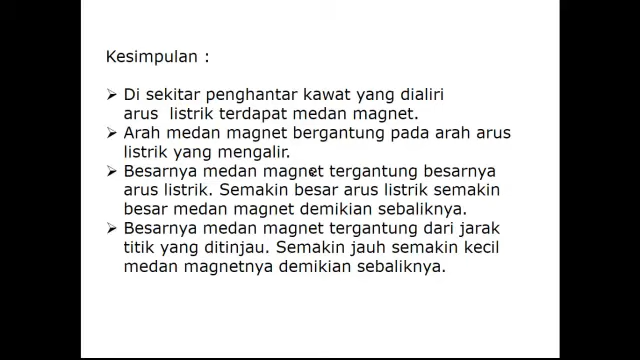 Kesimpulan :
➢ Di sekitar penghantar kawat yang dialiri
arus listrik terdapat medan magnet.
➢ Arah medan magnet bergantung pada arah arus
listrik yang mengalir.
➢ Besarnya medan magnet tergantung besarnya
arus listrik. Semakin besar arus listrik semakin
besar medan magnet demikian sebaliknya.
➢ Besarnya medan magnet tergantung dari jarak
titik yang ditinjau. Semakin jauh semakin kecil
medan magnetnya demikian sebaliknya.